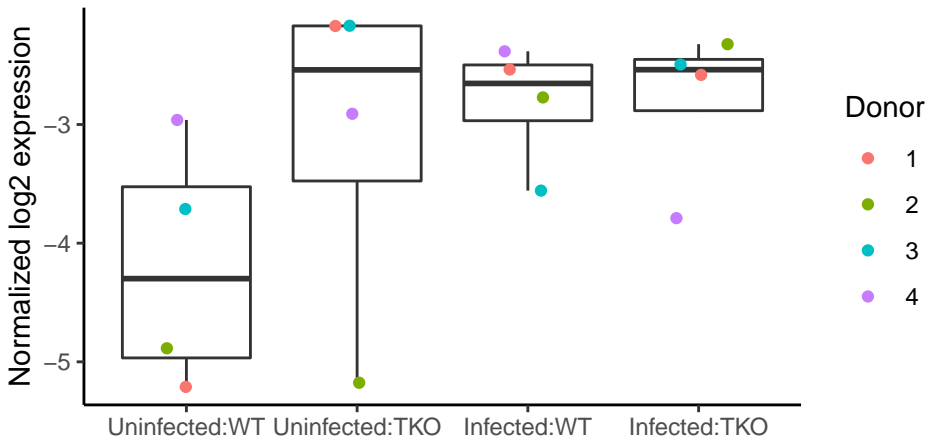 Normalized log2 expression
−3
−4
−5
Uninfected:WT
Uninfected:TKO
Infected:WT
Infected:TKO
Donor
1
2
3
4